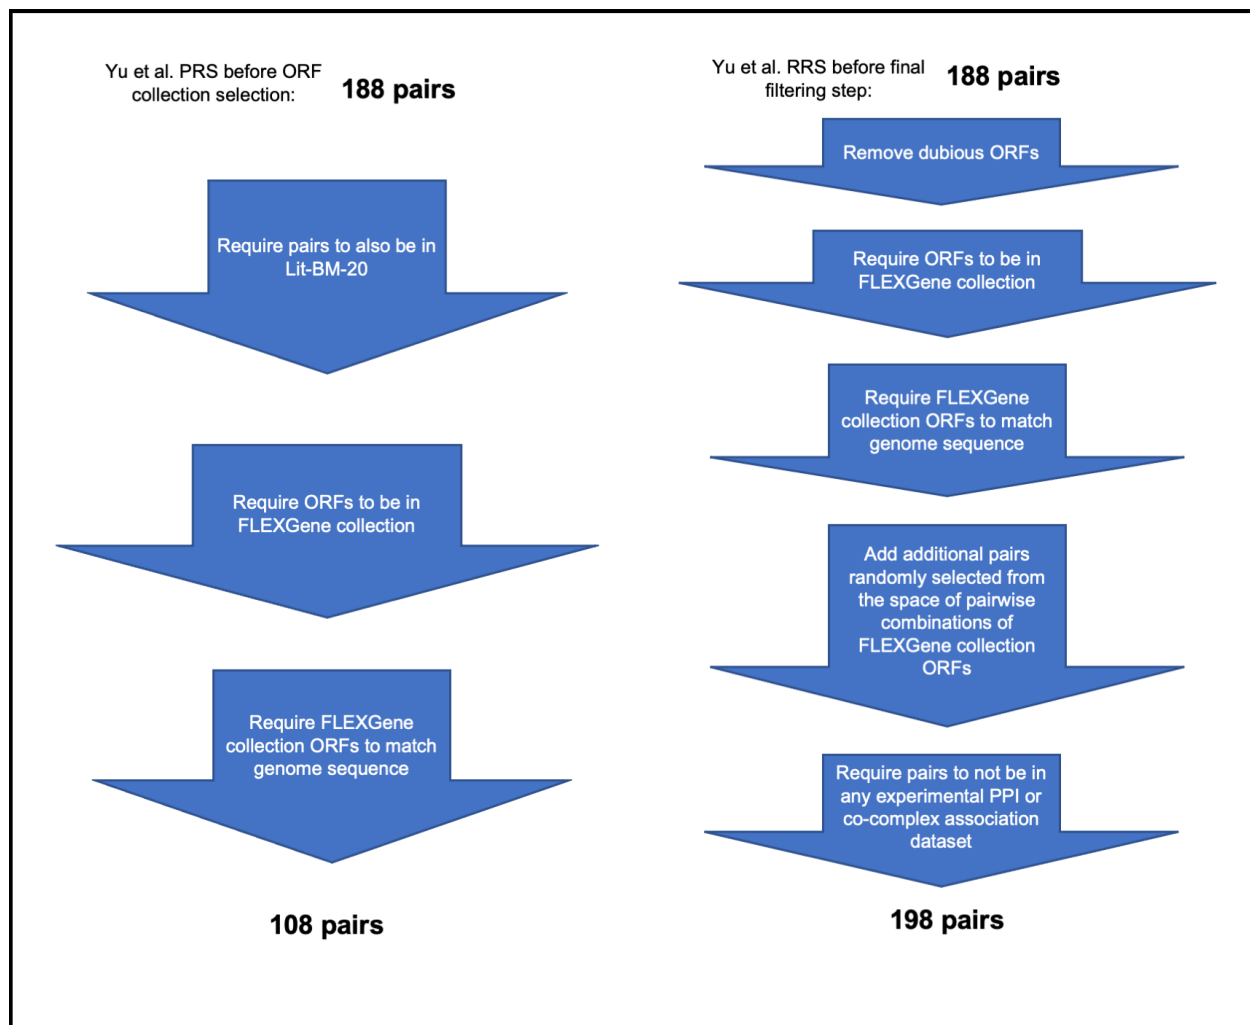 Yu et al. PRS before ORF
collection selection:
188 pairs
Require pairs to also be in
Lit-BM-20
Require ORFs to be in
FLEXGene collection
Require FLEXGene
collection ORFs to match
genome sequence
108 pairs
Yu et al. RRS before final
filtering step:
188 pairs
Remove dubious ORFs
Require ORFs to be in
FLEXGene collection
Require FLEXGene
collection ORFs to match
genome sequence
Add additional pairs
randomly selected from
the space of pairwise
combinations of
FLEXGene collection
ORFs
Require pairs to not be in
any experimental PPI or
co-complex association
dataset
198 pairs